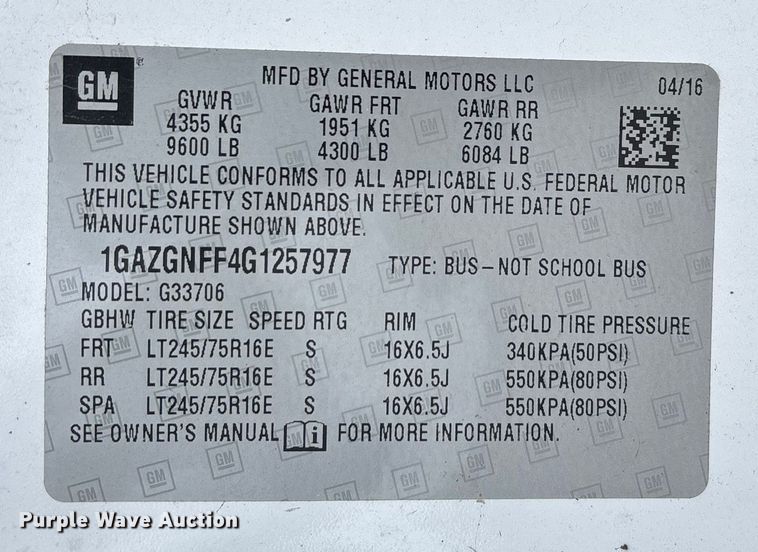 GM MFD BY GENERAL MOTORS LLC 04/16
GVWR GAWR FRT GAWR RR
4355 KG 1951 KG 2760 KG
9600 LB 4300 LB 6084 LB
THIS VEHICLE CONFORMS TO ALL APPLICABLE U.S. FEDERAL MOTOR
VEHICLE SAFETY STANDARDS IN EFFECT ON THE DATE OF
MANUFACTURE SHOWN ABOVE.
1GAZGNFF4G1257977 TYPE: BUS-NOT SCHOOL BUS
MODEL: G33706
GBHW TIRE SIZE SPEED RTG RIM COLD TIRE PRESSURE
FRT LT245/75R16E S 16X6.5J 340KPA(50PSI)
RR LT245/75R16E S 16X6.5J 550KPA(80PSI)
SPA LT245/75R16E S 16X6.5J 550KPA(80PSI)
SEE OWNER'S MANUAL i FOR MORE INFORMATION.
Purple Wave Auction